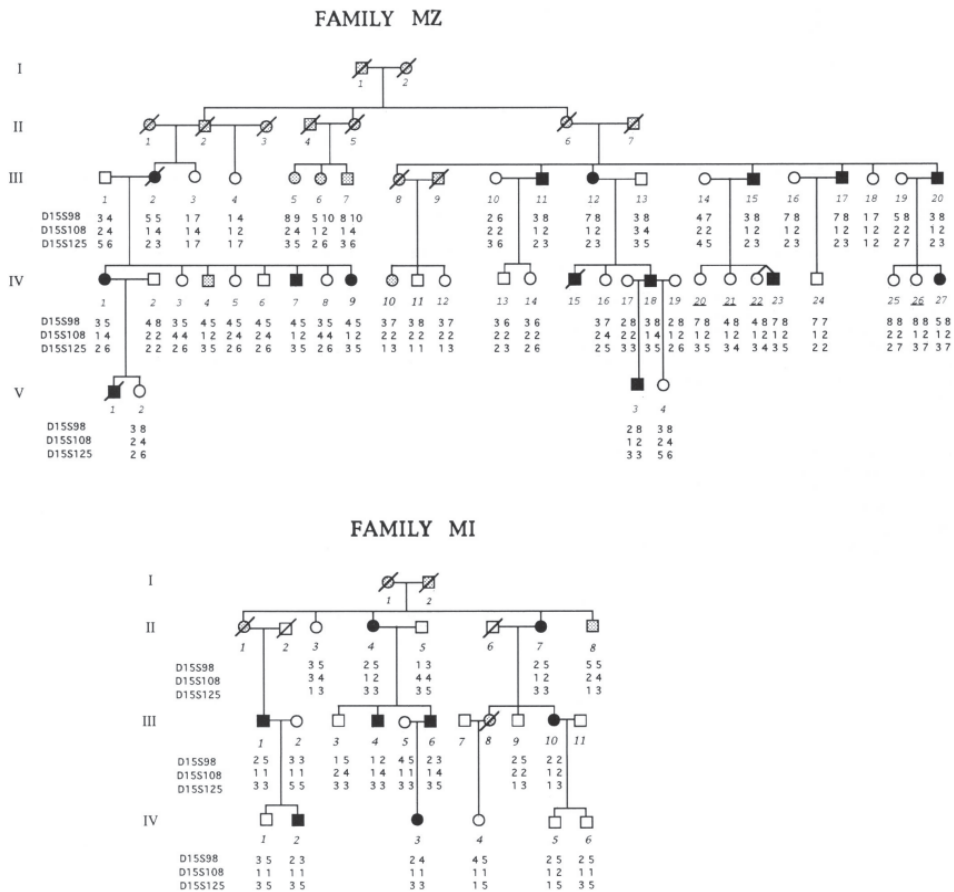 FAMILY MZ
I
1 2
II
1 2 3 4 5 6 7
III
1 2 3 4 5 6 7 8 9 10 11 12 13 14 15 16 17 18 19 20
D15S98 3 4 5 5 1 7 1 4 8 9 5 10 8 10 2 6 3 8 7 8 3 8 4 7 3 8 7 8 7 8 1 7 5 8 3 8
D15S108 2 4 1 4 1 4 1 2 2 4 1 2 1 4 2 2 1 2 1 2 3 4 2 2 1 2 1 2 1 2 1 2 2 2 1 2
D15S125 5 6 2 3 1 7 1 7 3 5 2 6 3 6 3 6 2 3 2 3 3 5 4 5 2 3 2 3 2 3 1 2 2 7 2 3
IV
1 2 3 4 5 6 7 8 9 10 11 12 13 14 15 16 17 18 19 20 21 22 23 24 25 26 27
D15S98 3 5 4 8 3 5 4 5 4 5 4 5 4 5 3 5 4 5 3 7 3 8 3 7 3 6 3 6 3 7 2 8 3 8 2 8 7 8 4 8 4 8 7 8 7 7 8 8 8 8 5 8
D15S108 1 4 2 2 4 4 1 2 2 4 2 4 1 2 4 4 1 2 2 2 2 2 2 2 2 2 1 2 2 4 2 2 1 4 1 2 1 2 1 2 1 2 1 2 1 2 2 2 1 2 1 2
D15S125 2 6 2 2 2 6 3 5 2 6 2 6 3 5 2 6 3 5 1 3 1 1 1 3 2 3 2 6 2 5 3 3 3 5 2 6 3 5 3 4 3 4 3 5 2 2 2 7 3 7 3 7
V
1 2 3 4
D15S98 3 8 2 8 3 8
D15S108 2 4 1 2 2 4
D15S125 2 6 3 3 5 6
FAMILY MI
I
1 2
II
1 2 3 4 5 6 7 8
D15S98 3 5 2 5 1 3 2 5 5 5
D15S108 3 4 1 2 4 4 1 2 2 4
D15S125 1 3 3 3 3 5 3 3 1 3
III
1 2 3 4 5 6 7 8 9 10 11
D15S98 2 5 3 3 1 5 1 2 4 5 2 3 2 5 2 2
D15S108 1 1 1 1 2 4 1 4 1 1 1 4 2 2 1 2
D15S125 3 3 5 5 3 3 3 3 3 3 3 5 1 3 1 3
IV
1 2 3 4 5 6
D15S98 3 5 2 3 2 4 4 5 2 5 2 5
D15S108 1 1 1 1 1 1 1 1 1 2 1 1
D15S125 3 5 3 5 3 3 1 5 1 5 3 5